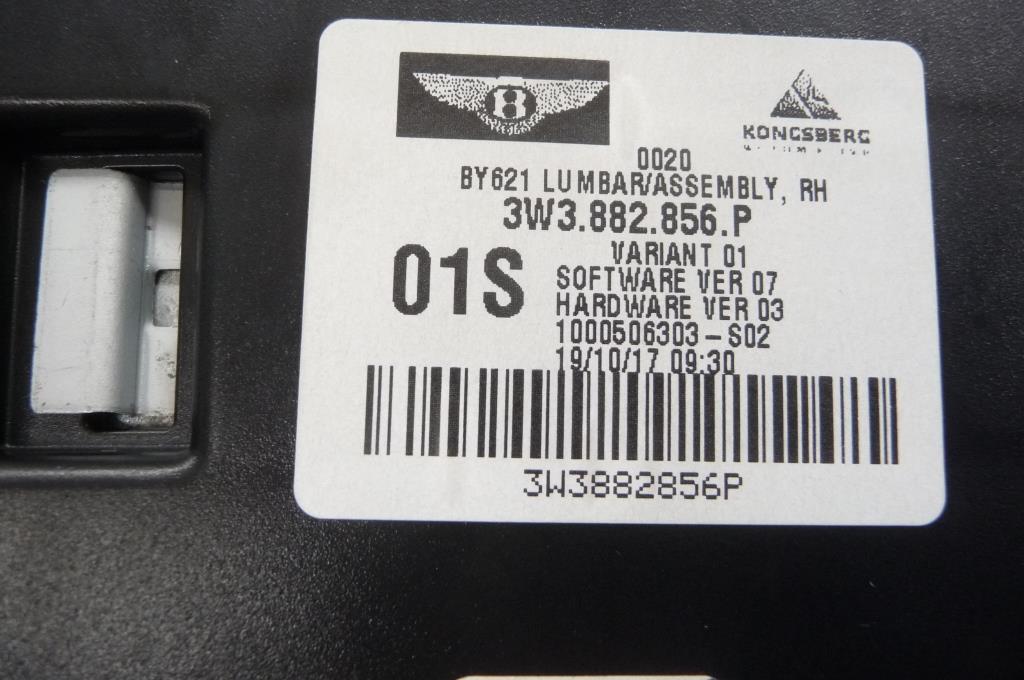 B
KONGSBERG
0020
BY621 LUMBAR/ASSEMBLY, RH
3W3.882.856.P
01S
VARIANT 01
SOFTWARE VER 07
HARDWARE VER 03
1000506303-S02
19/10/17 09:30
3W3882856P